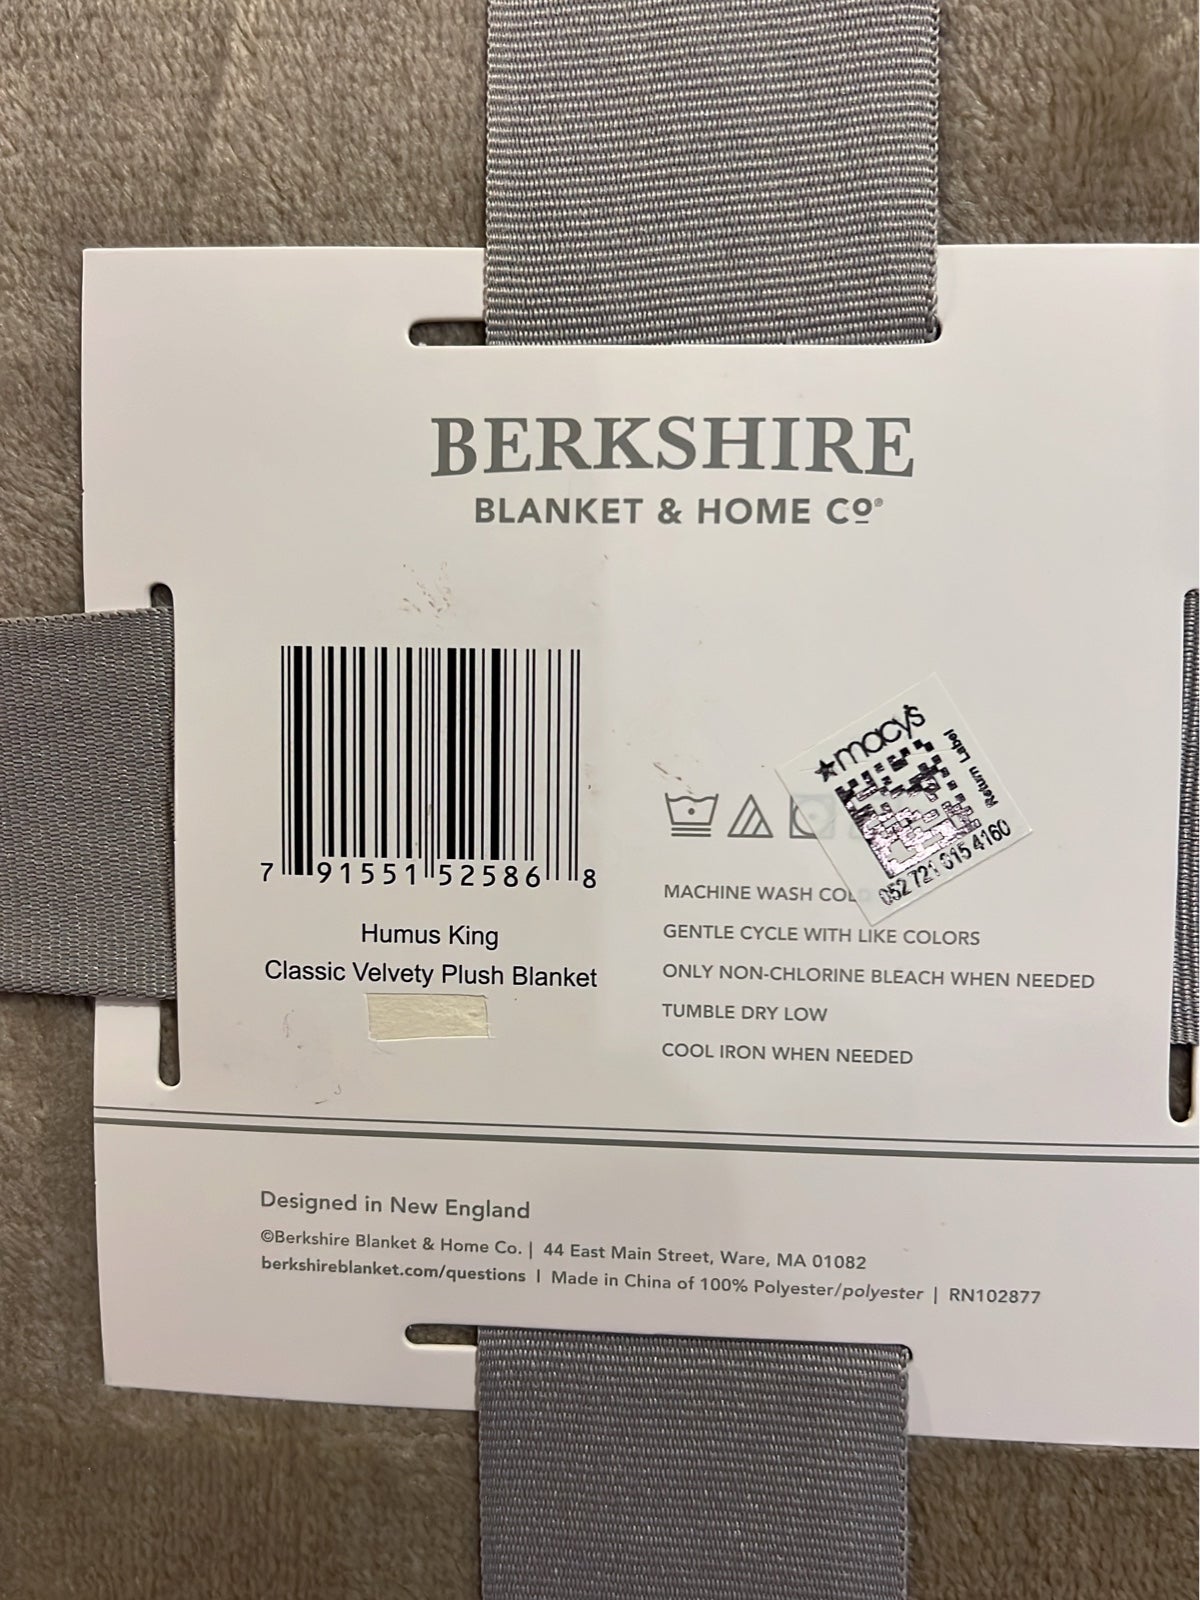 BERKSHIRE
BLANKET & HOME Cº®
7 91551 52586 8
Humus King
Classic Velvety Plush Blanket
★macy's
Return Label
052 721 615 4160
MACHINE WASH
GENTLE CYCLE WITH LIKE COLORS
ONLY NON-CHLORINE BLEACH WHEN NEEDED
TUMBLE DRY LOW
COOL IRON WHEN NEEDED
Designed in New England
©Berkshire Blanket & Home Co. | 44 East Main Street, Ware, MA 01082
berkshireblanket.com/questions | Made in China of 100% Polyester/polyester | RN102877